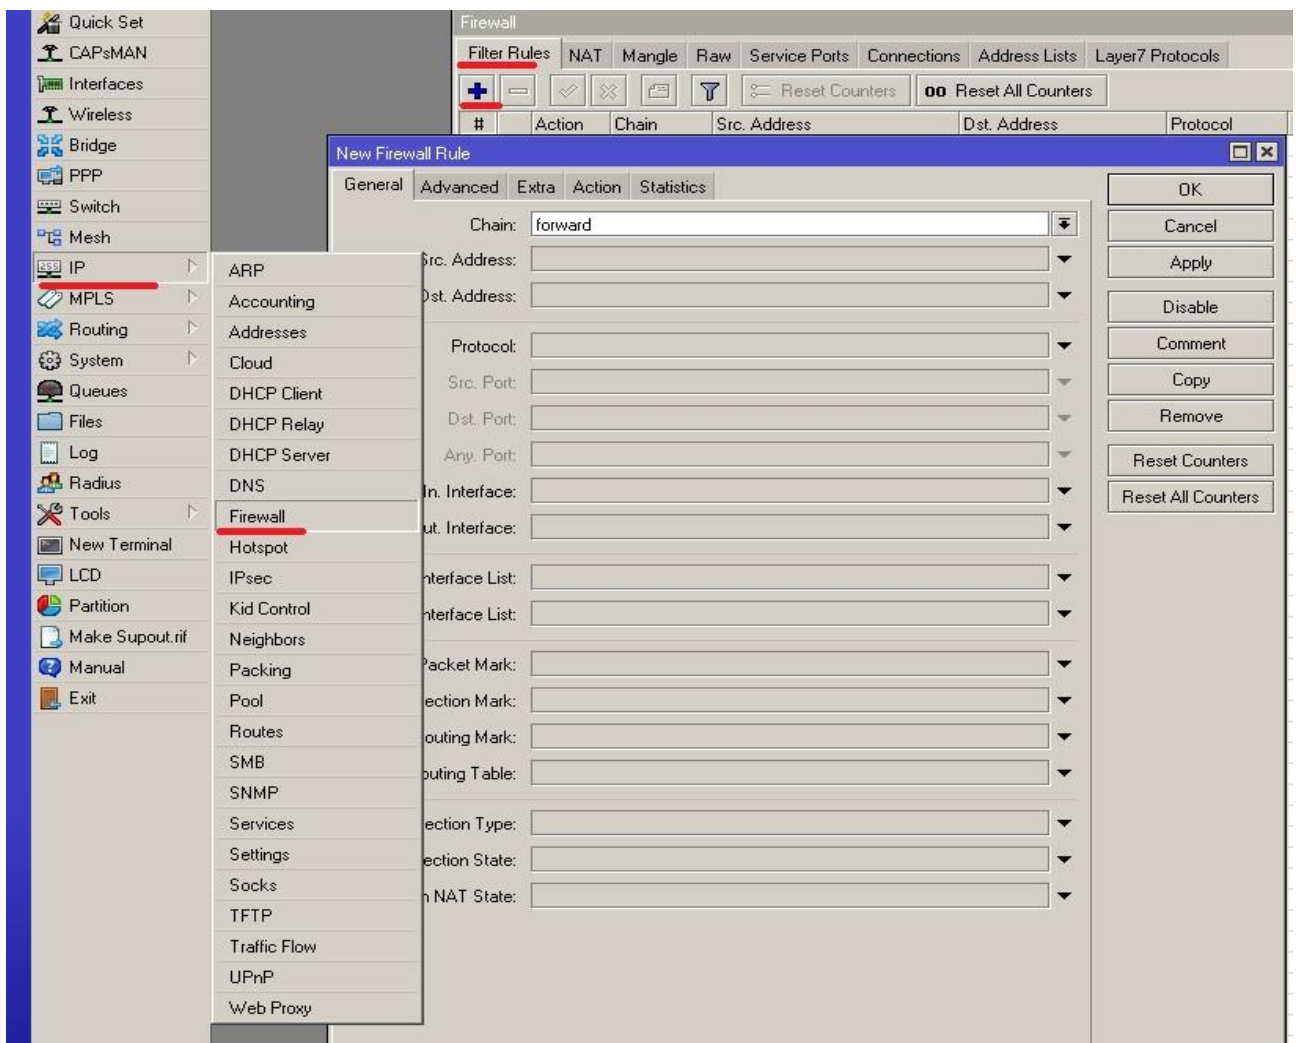 Quick Set
CAPsMAN
Interfaces
Wireless
Bridge
PPP
Switch
Mesh
255 IP
MPLS
Routing
System
Queues
Files
Log
Radius
Tools
New Terminal
LCD
Partition
Make Supout.rif
Manual
Exit
ARP
Accounting
Addresses
Cloud
DHCP Client
DHCP Relay
DHCP Server
DNS
Firewall
Hotspot
IPsec
Kid Control
Neighbors
Packing
Pool
Routes
SMB
SNMP
Services
Settings
Socks
TFTP
Traffic Flow
UPnP
Web Proxy
Firewall
Filter Rules NAT Mangle Raw Service Ports Connections Address Lists Layer7 Protocols
Reset Counters 00 Reset All Counters
# Action Chain Src. Address Dst. Address Protocol
New Firewall Rule
General Advanced Extra Action Statistics
Chain: forward
Src. Address:
Dst. Address:
Protocol:
Src. Port:
Dst. Port:
Any. Port:
In. Interface:
ut. Interface:
nterface List:
nterface List:
Packet Mark:
ection Mark:
outing Mark:
outing Table:
ection Type:
ection State:
n NAT State:
OK
Cancel
Apply
Disable
Comment
Copy
Remove
Reset Counters
Reset All Counters